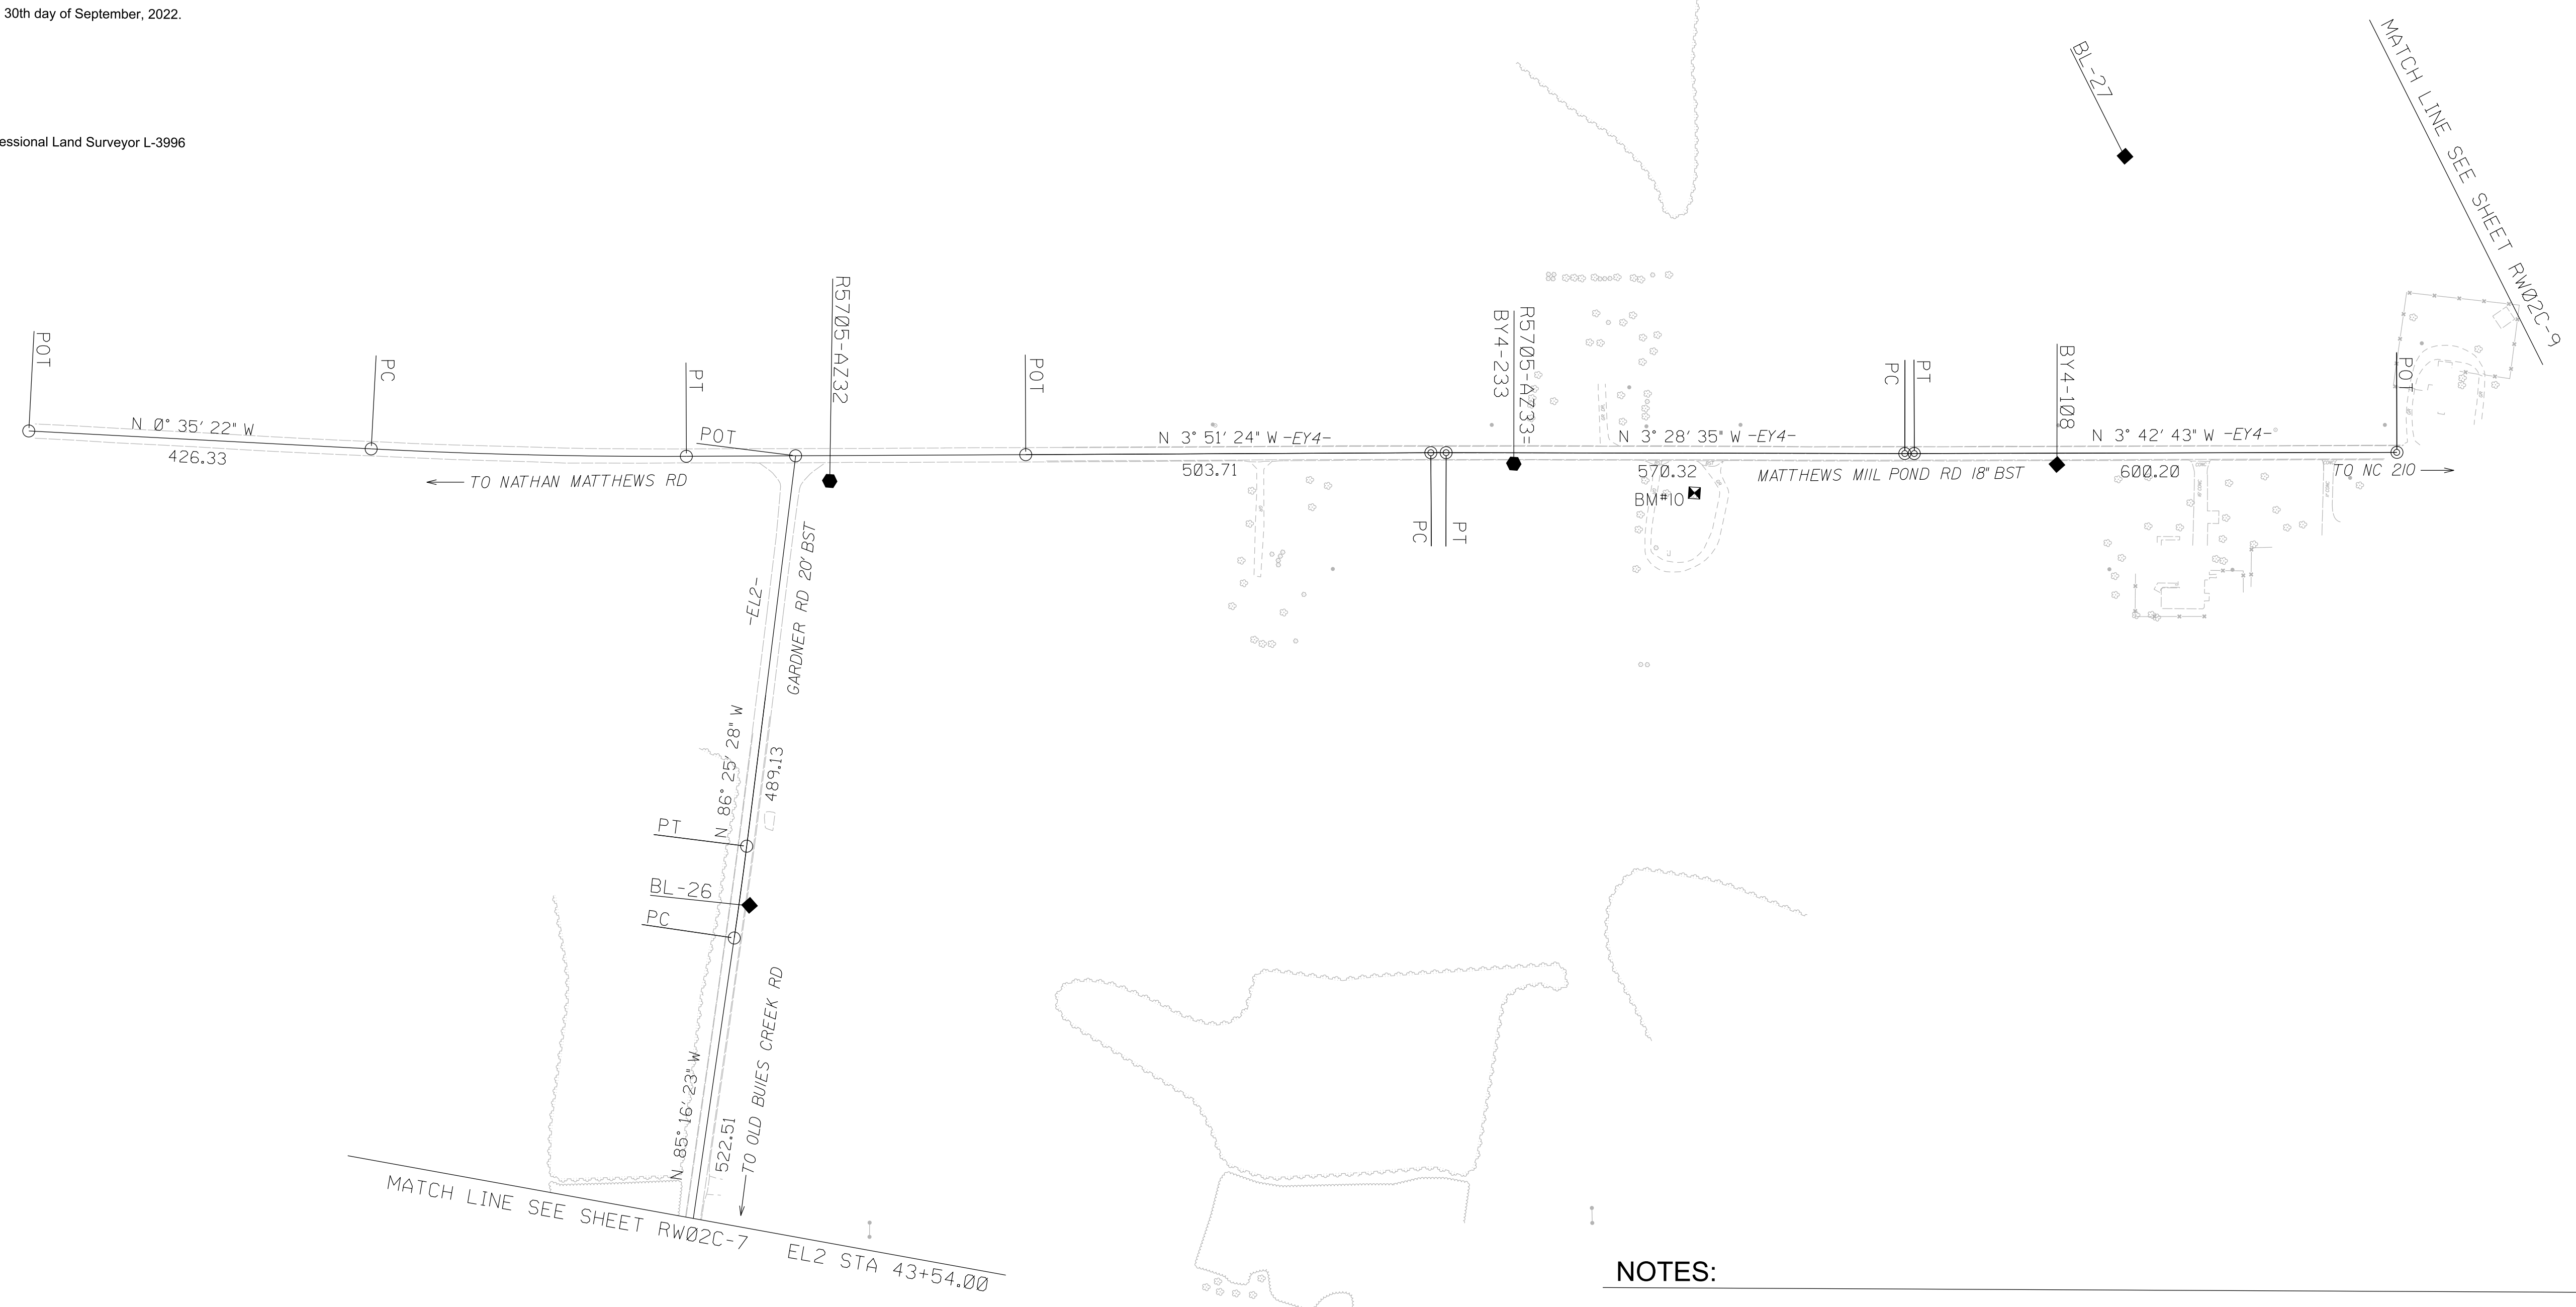 30th day of September, 2022.
essional Land Surveyor L-3996
BL-27
MATCH LINE SEE SHEET RW02C-9
POT
PC
PT
POT
R5705-AZ32
POT
BY4-233
R5705-AZ33=
PC
PT
BY4-108
POT
N 0° 35' 22" W
426.33
TO NATHAN MATTHEWS RD
N 3° 51' 24" W -EY4-
503.71
PC
PT
N 3° 28' 35" W -EY4-
570.32
MATTHEWS MIIL POND RD 18" BST
BM#10
N 3° 42' 43" W -EY4-
600.20
TO NC 210
-EL2-
GARDNER RD 20' BST
N 86° 25' 28" W
489.13
PT
BL-26
PC
N 85° 16' 23" W
522.51
TO OLD BUIES CREEK RD
MATCH LINE SEE SHEET RW02C-7 EL2 STA 43+54.00
NOTES: